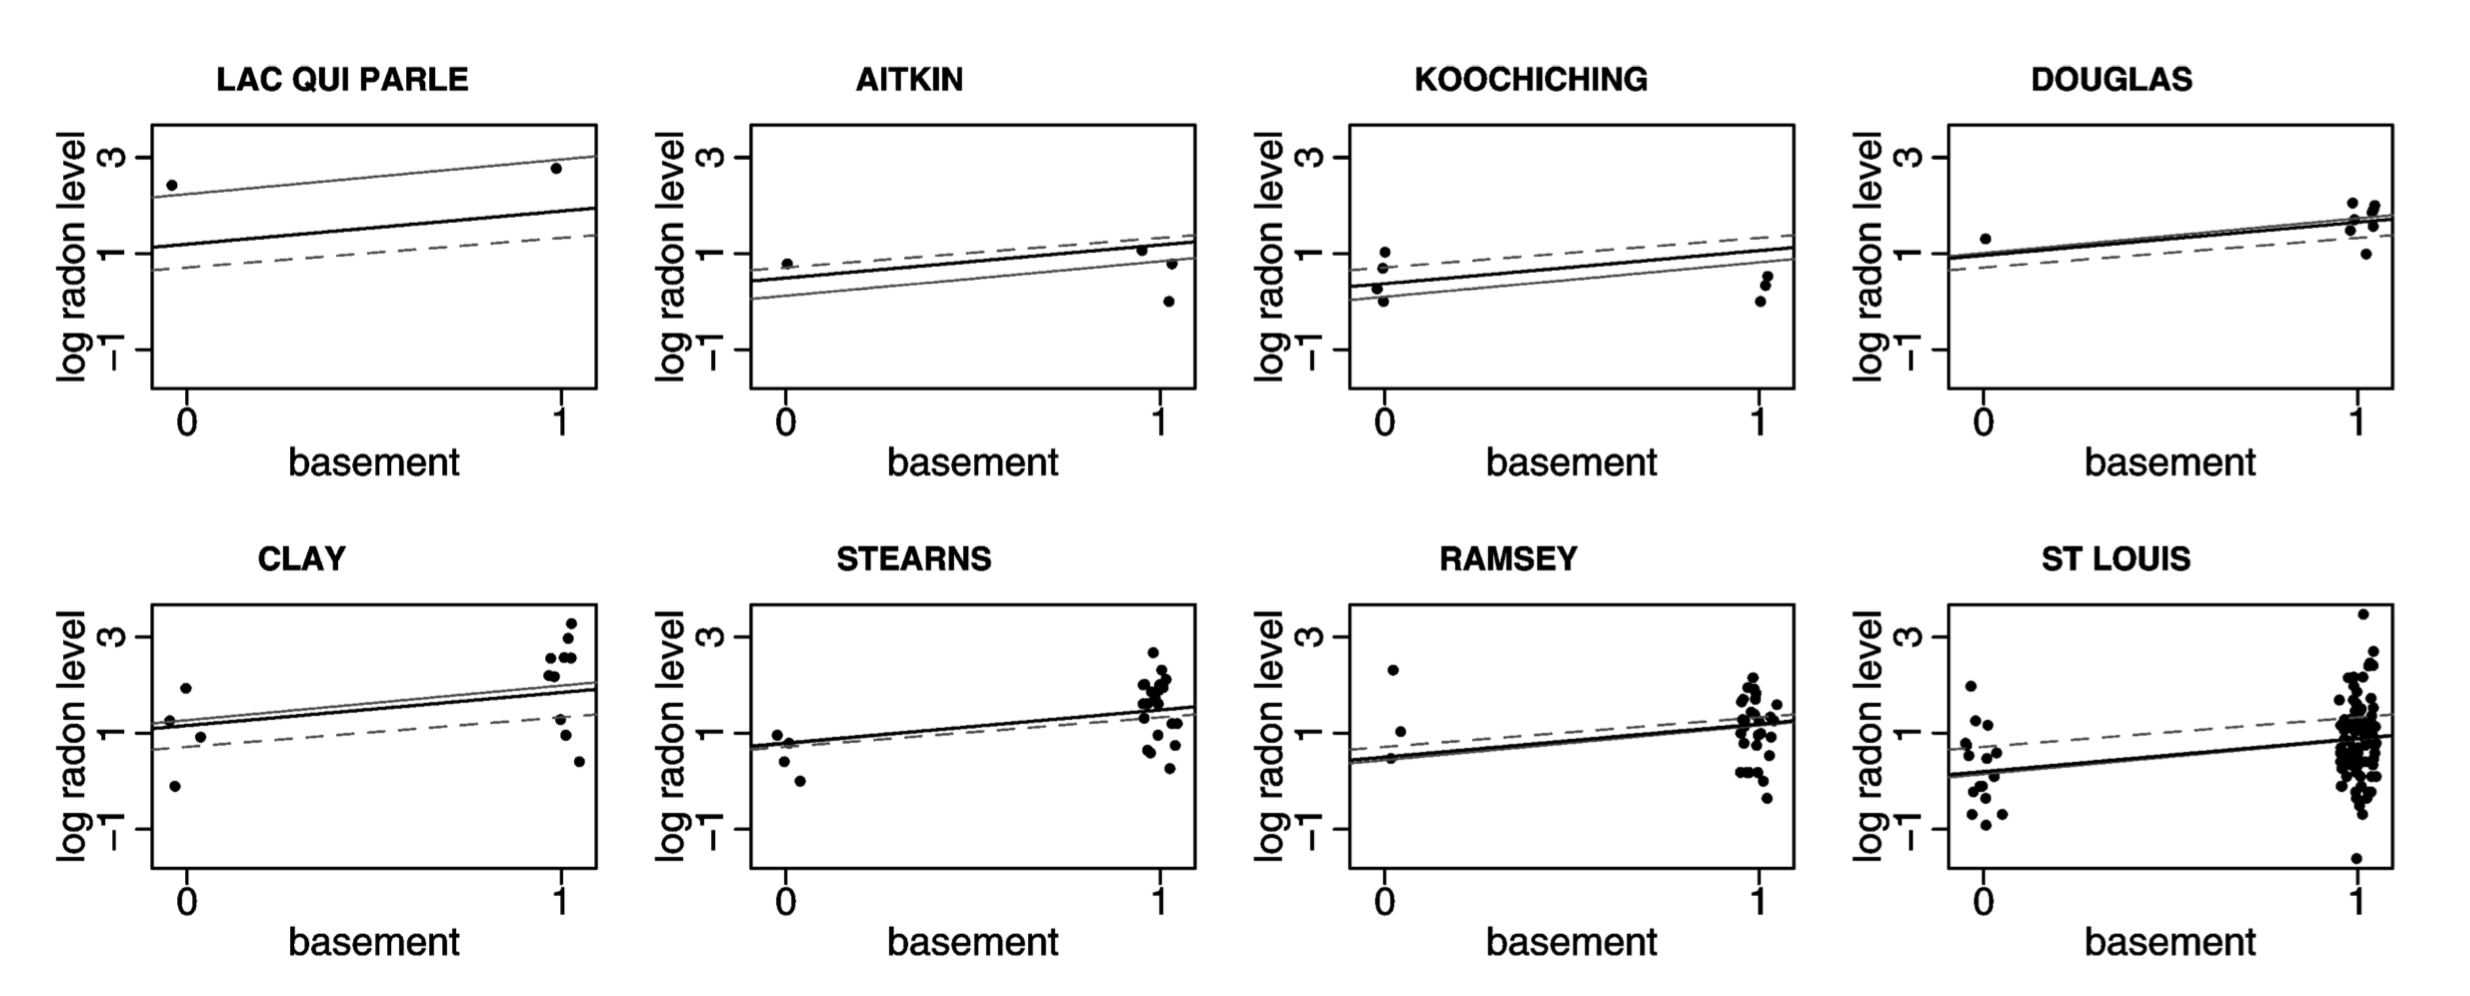 LAC QUI PARLE
log radon level
3
1
−1
0
1
basement
AITKIN
log radon level
3
1
−1
0
1
basement
KOOCHICHING
log radon level
3
1
−1
0
1
basement
DOUGLAS
log radon level
3
1
−1
0
1
basement
CLAY
log radon level
3
1
−1
0
1
basement
STEARNS
log radon level
3
1
−1
0
1
basement
RAMSEY
log radon level
3
1
−1
0
1
basement
ST LOUIS
log radon level
3
1
−1
0
1
basement